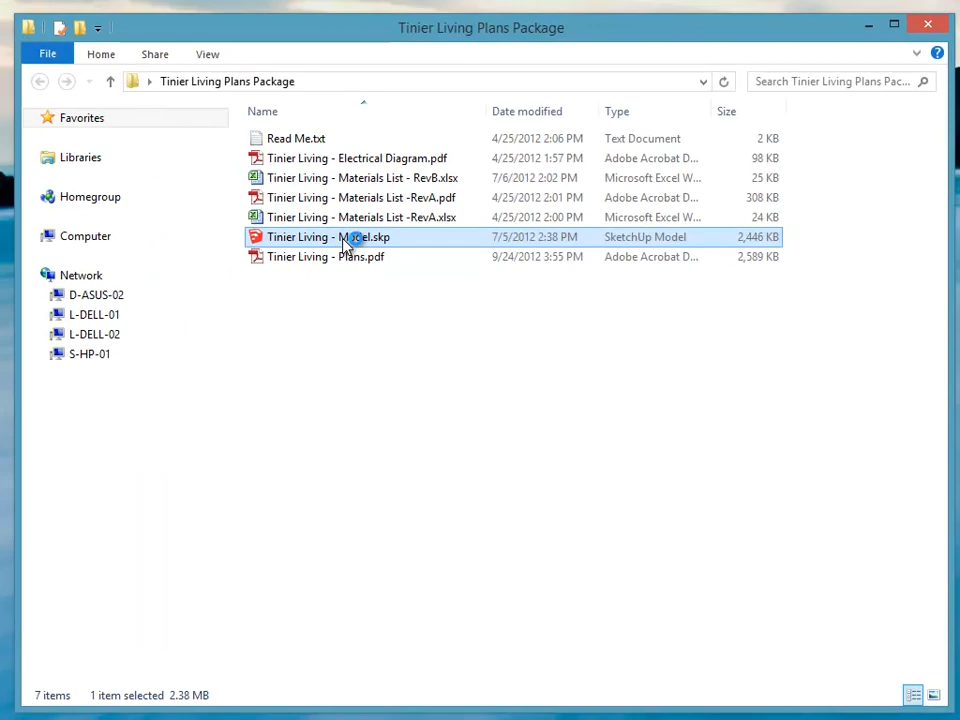 Tinier Living Plans Package
File Home Share View
Tinier Living Plans Package Search Tinier Living Plans Pac...
Name Date modified Type Size
Favorites
Libraries
Homegroup
Computer
Network
D-ASUS-02
L-DELL-01
L-DELL-02
S-HP-01
Read Me.txt 4/25/2012 2:06 PM Text Document 2 KB
Tinier Living - Electrical Diagram.pdf 4/25/2012 1:57 PM Adobe Acrobat D... 98 KB
Tinier Living - Materials List - RevB.xlsx 7/6/2012 2:02 PM Microsoft Excel W... 25 KB
Tinier Living - Materials List -RevA.pdf 4/25/2012 2:01 PM Adobe Acrobat D... 308 KB
Tinier Living - Materials List -RevA.xlsx 4/25/2012 2:00 PM Microsoft Excel W... 24 KB
Tinier Living - Model.skp 7/5/2012 2:38 PM SketchUp Model 2,446 KB
Tinier Living - Plans.pdf 9/24/2012 3:55 PM Adobe Acrobat D... 2,589 KB
7 items 1 item selected 2.38 MB